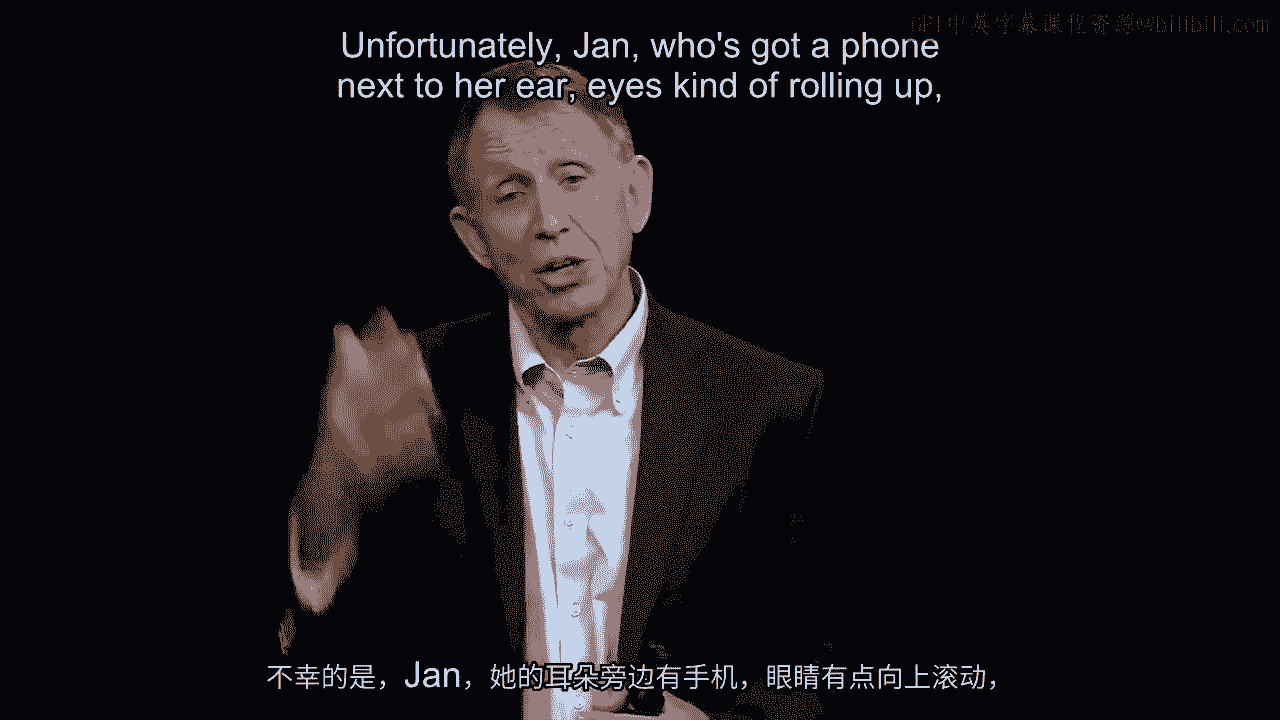 Unfortunately, Jan, who's got a phone
next to her ear, eyes kind of rolling up,
不幸的是，Jan，她的耳朵旁边有手机，眼睛有点向上滚动，